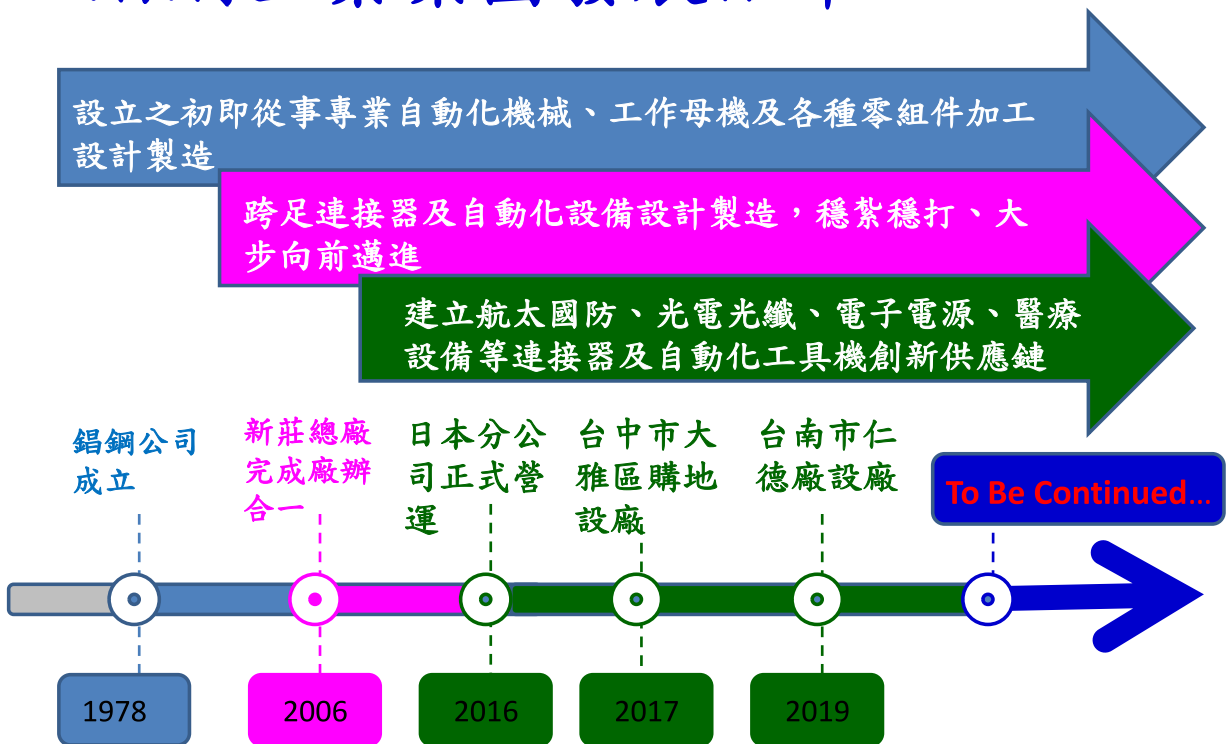 設立之初即從事專業自動化機械、工作母機及各種零組件加工
設計製造
跨足連接器及自動化設備設計製造，穩紮穩打、大
步向前邁進
建立航太國防、光電光纖、電子電源、醫療
設備等連接器及自動化工具機創新供應鏈
錩鋼公司
成立
新莊總廠
完成廠辦
合一
日本分公
司正式營
運
台中市大
雅區購地
設廠
台南市仁
德廠設廠
To Be Continued…
1978
2006
2016
2017
2019